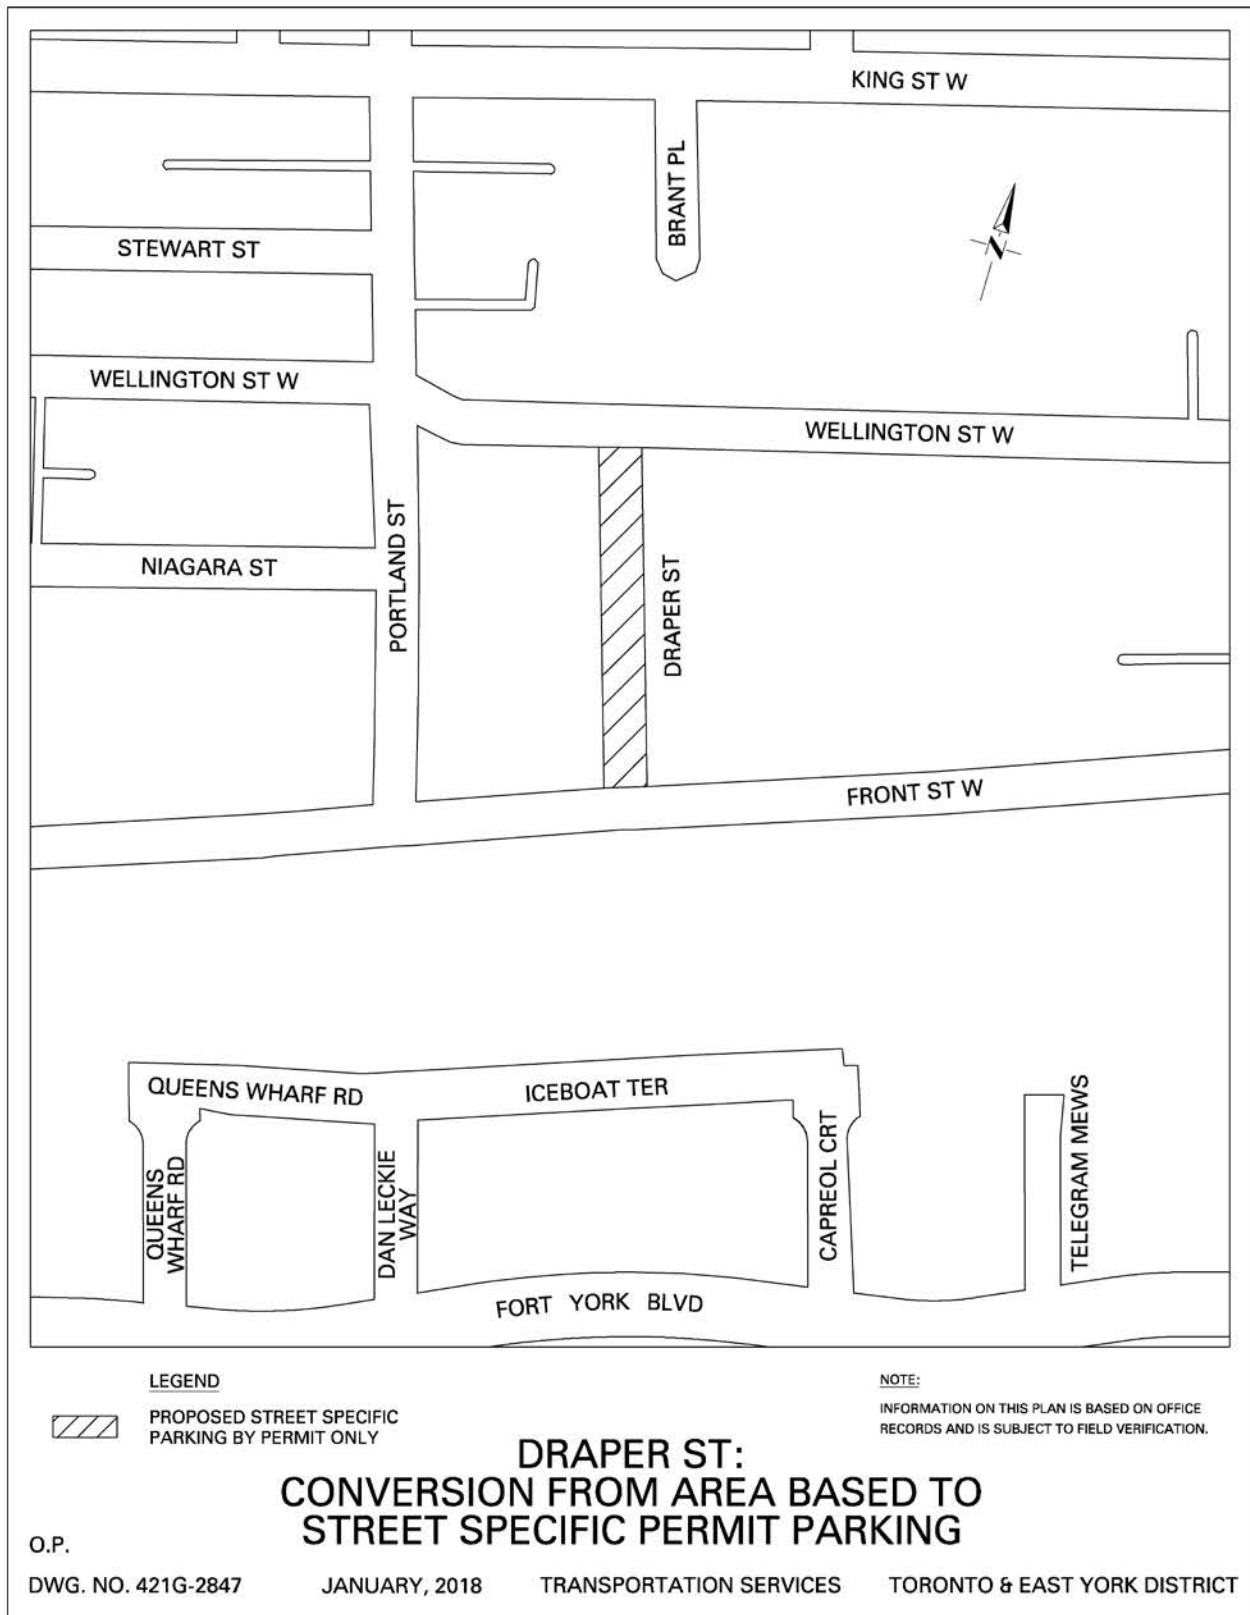 KING ST W
BRANT PL
N
STEWART ST
WELLINGTON ST W
WELLINGTON ST W
PORTLAND ST
DRAPER ST
NIAGARA ST
FRONT ST W
QUEENS WHARF RD
ICEBOAT TER
QUEENS
WHARF RD
DAN LECKIE
WAY
CAPREOL CRT
TELEGRAM MEWS
FORT YORK BLVD
LEGEND
PROPOSED STREET SPECIFIC
PARKING BY PERMIT ONLY
NOTE:
INFORMATION ON THIS PLAN IS BASED ON OFFICE
RECORDS AND IS SUBJECT TO FIELD VERIFICATION.
DRAPER ST:
CONVERSION FROM AREA BASED TO
STREET SPECIFIC PERMIT PARKING
O.P.
DWG. NO. 421G-2847 JANUARY, 2018 TRANSPORTATION SERVICES TORONTO & EAST YORK DISTRICT